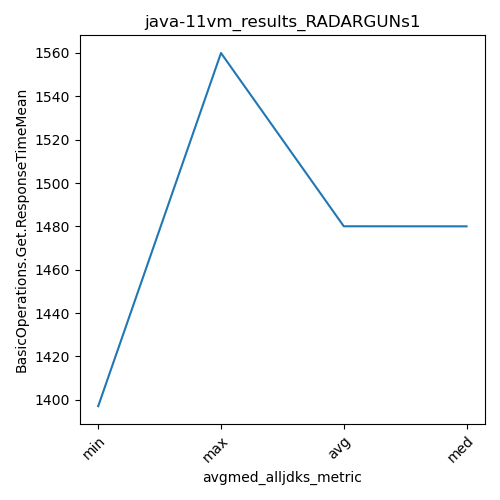 java-11vm_results_RADARGUNs1
BasicOperations.Get.ResponseTimeMean
1560
1540
1520
1500
1480
1460
1440
1420
1400
min
max
avg
med
avgmed_alljdks_metric